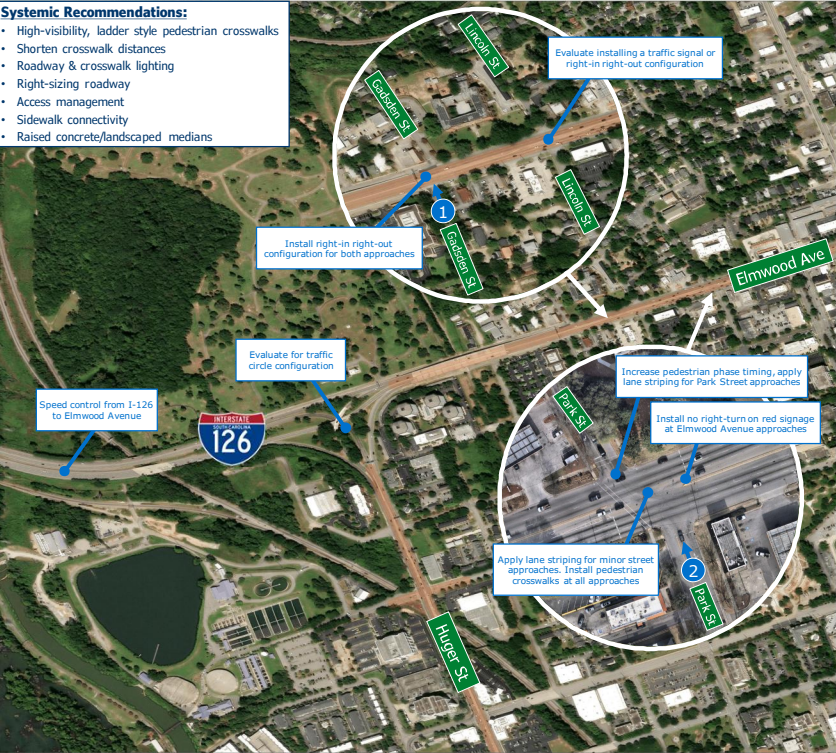 Systemic Recommendations:
• High-visibility, ladder style pedestrian crosswalks
• Shorten crosswalk distances
• Roadway & crosswalk lighting
• Right-sizing roadway
• Access management
• Sidewalk connectivity
• Raised concrete/landscaped medians
Lincoln St
Evaluate installing a traffic signal or
right-in right-out configuration
Gadsden St
Lincoln St
1
Install right-in right-out
configuration for both approaches
Gadsden St
Elmwood Ave
Evaluate for traffic
circle configuration
Speed control from I-126
to Elmwood Avenue
INTERSTATE
SOUTH CAROLINA
126
Increase pedestrian phase timing, apply
lane striping for Park Street approaches
Park St
Install no right-turn on red signage
at Elmwood Avenue approaches
Apply lane striping for minor street
approaches. Install pedestrian
crosswalks at all approaches
2
Park St
Huger St